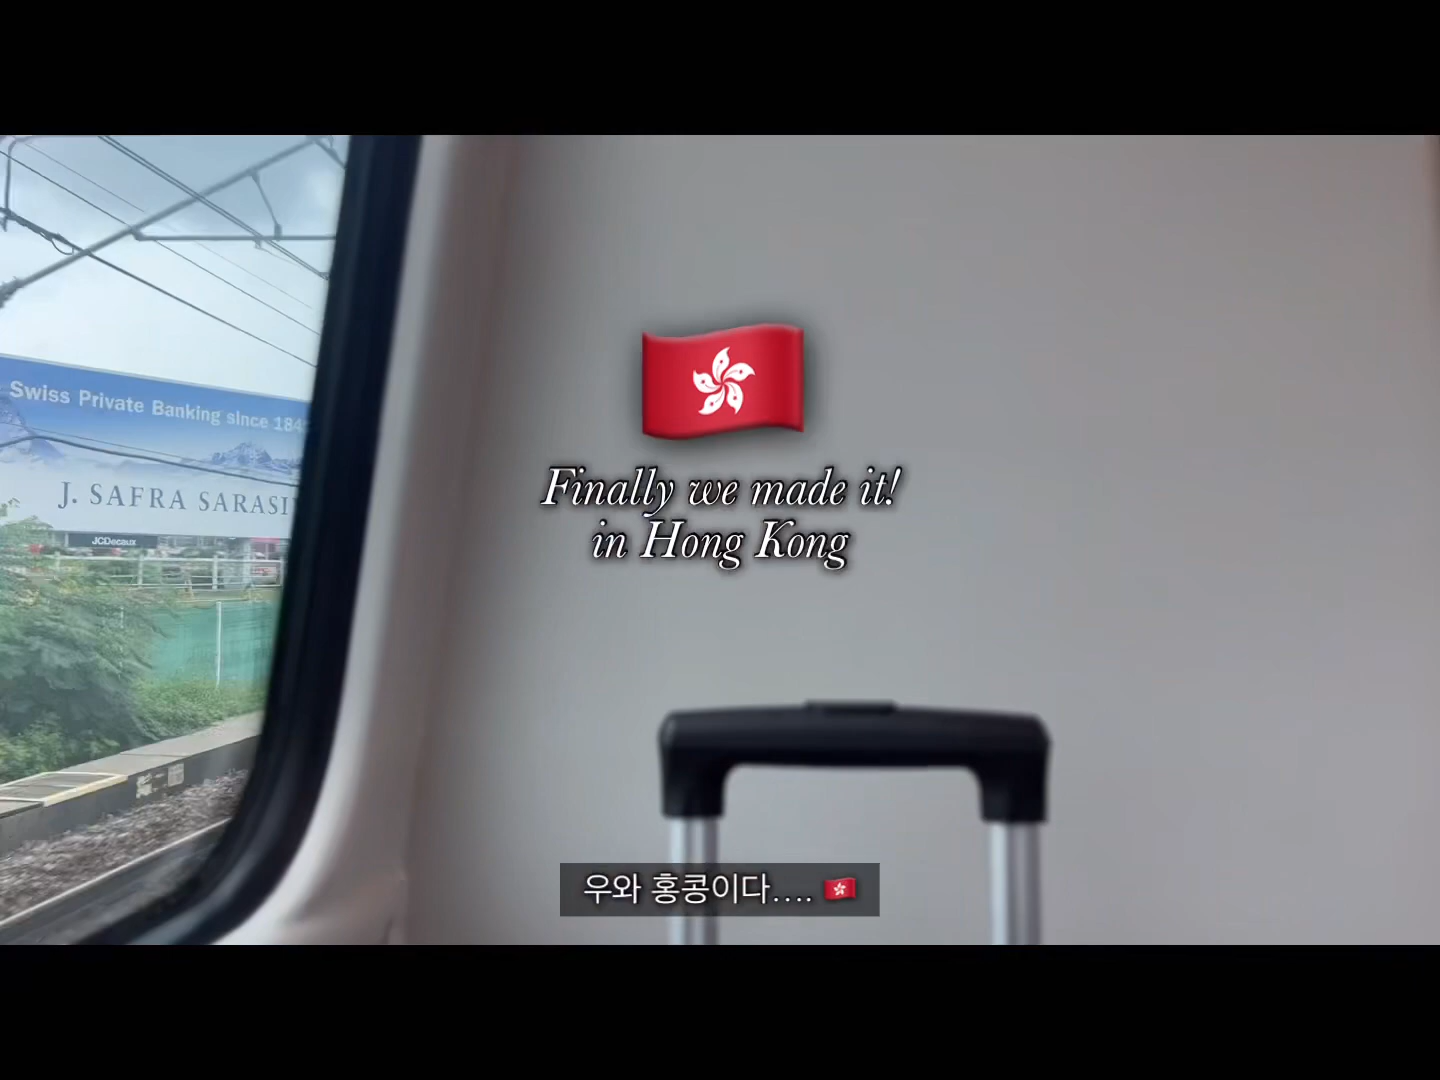 Swiss Private Banking since 184
J. SAFRA SARASI
JCDecaux
Finally we made it!
in Hong Kong
우와 홍콩이다....